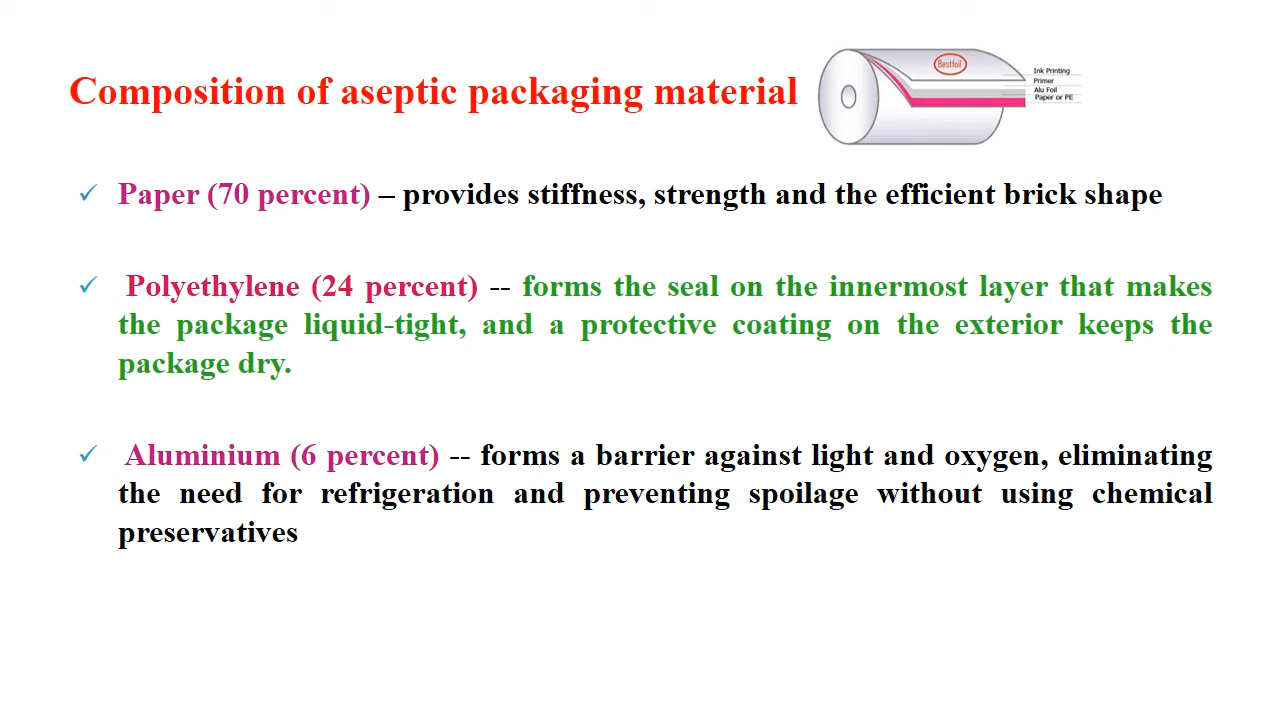 Composition of aseptic packaging material
Bestfoil
Ink Printing
Primer
Alu Foil
Paper or PE
✓ Paper (70 percent) – provides stiffness, strength and the efficient brick shape
✓ Polyethylene (24 percent) -- forms the seal on the innermost layer that makes
the package liquid-tight, and a protective coating on the exterior keeps the
package dry.
✓ Aluminium (6 percent) -- forms a barrier against light and oxygen, eliminating
the need for refrigeration and preventing spoilage without using chemical
preservatives